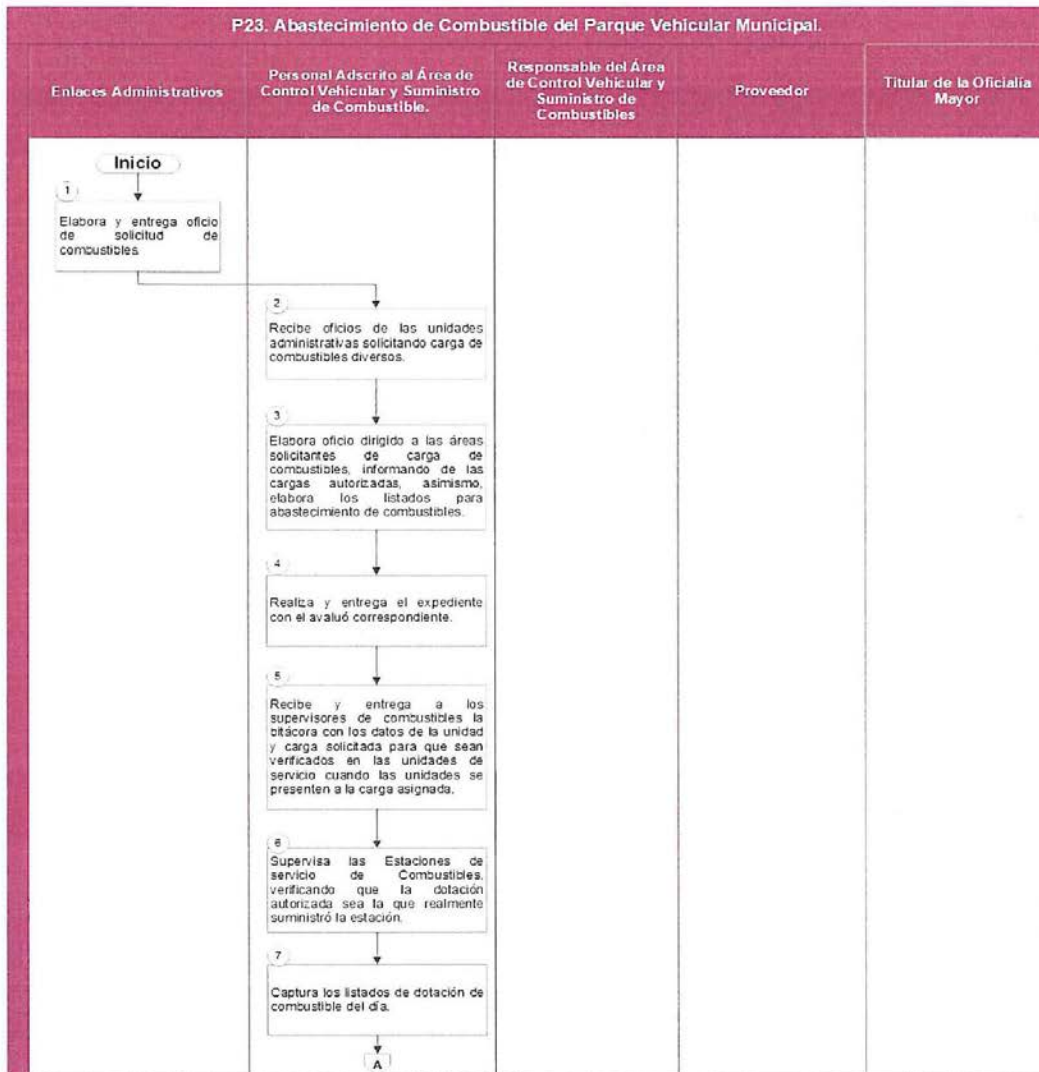 P23. Abastecimiento de Combustible del Parque Vehicular Municipal.
Enlaces Administrativos
Personal Adscrito al Área de
Control Vehicular y Suministro
de Combustible.
Responsable del Área
de Control Vehicular y
Suministro de
Combustibles
Proveedor
Titular de la Oficialía
Mayor
Inicio
1
Elabora y entrega oficio
de solicitud de
combustibles.
2
Recibe oficios de las unidades
administrativas solicitando carga de
combustibles diversos.
3
Elabora oficio dirigido a las áreas
solicitantes de carga de
combustibles, informando de las
cargas autorizadas, asimismo,
elabora los listados para
abastecimiento de combustibles.
4
Realiza y entrega el expediente
con el avaluó correspondiente.
5
Recibe y entrega a los
supervisores de combustibles la
bitácora con los datos de la unidad
y carga solicitada para que sean
verificados en las unidades de
servicio cuando las unidades se
presenten a la carga asignada.
6
Supervisa las Estaciones de
servicio de Combustibles,
verificando que la dotación
autorizada sea la que realmente
suministró la estación.
7
Captura los listados de dotación de
combustible del día.
A